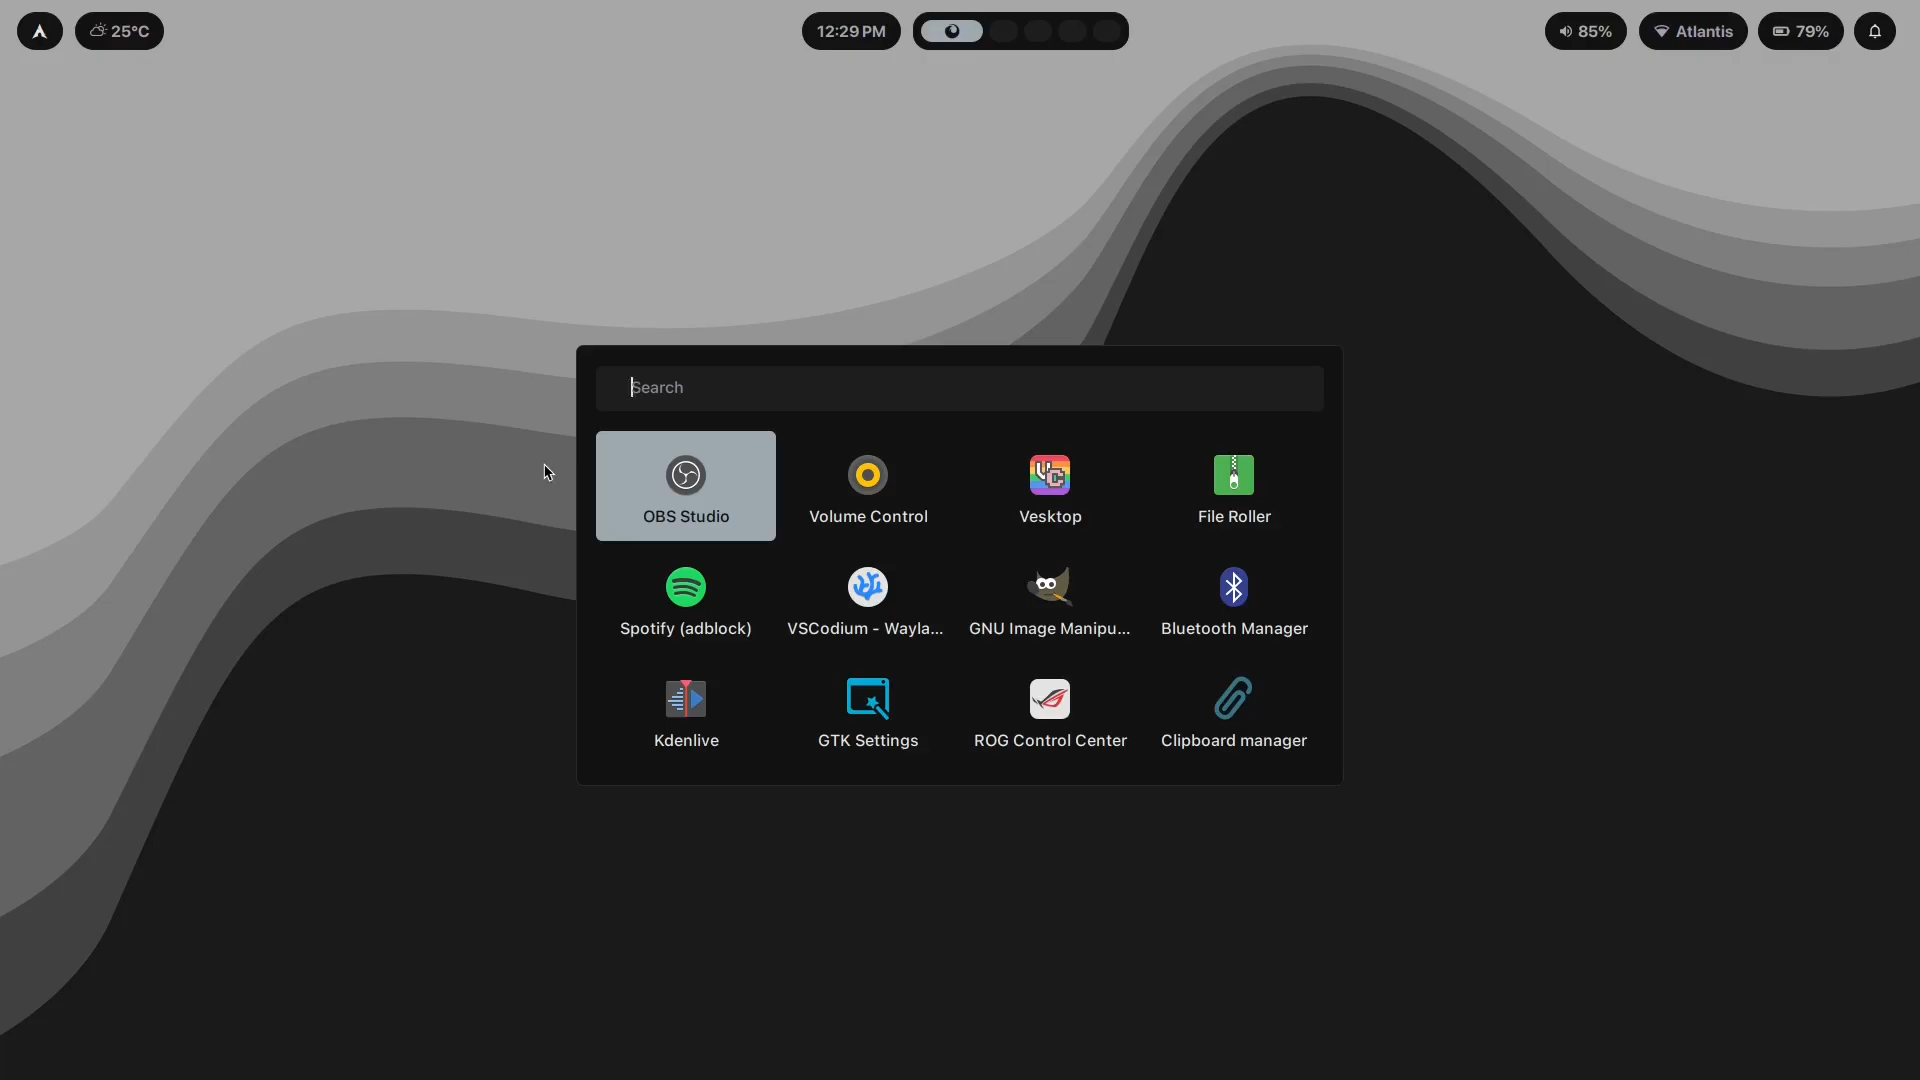 25°C
12:29 PM
85%
Atlantis
79%
Search
OBS Studio
Volume Control
Vesktop
File Roller
Spotify (adblock)
VSCodium - Wayla...
GNU Image Manipu...
Bluetooth Manager
Kdenlive
GTK Settings
ROG Control Center
Clipboard manager